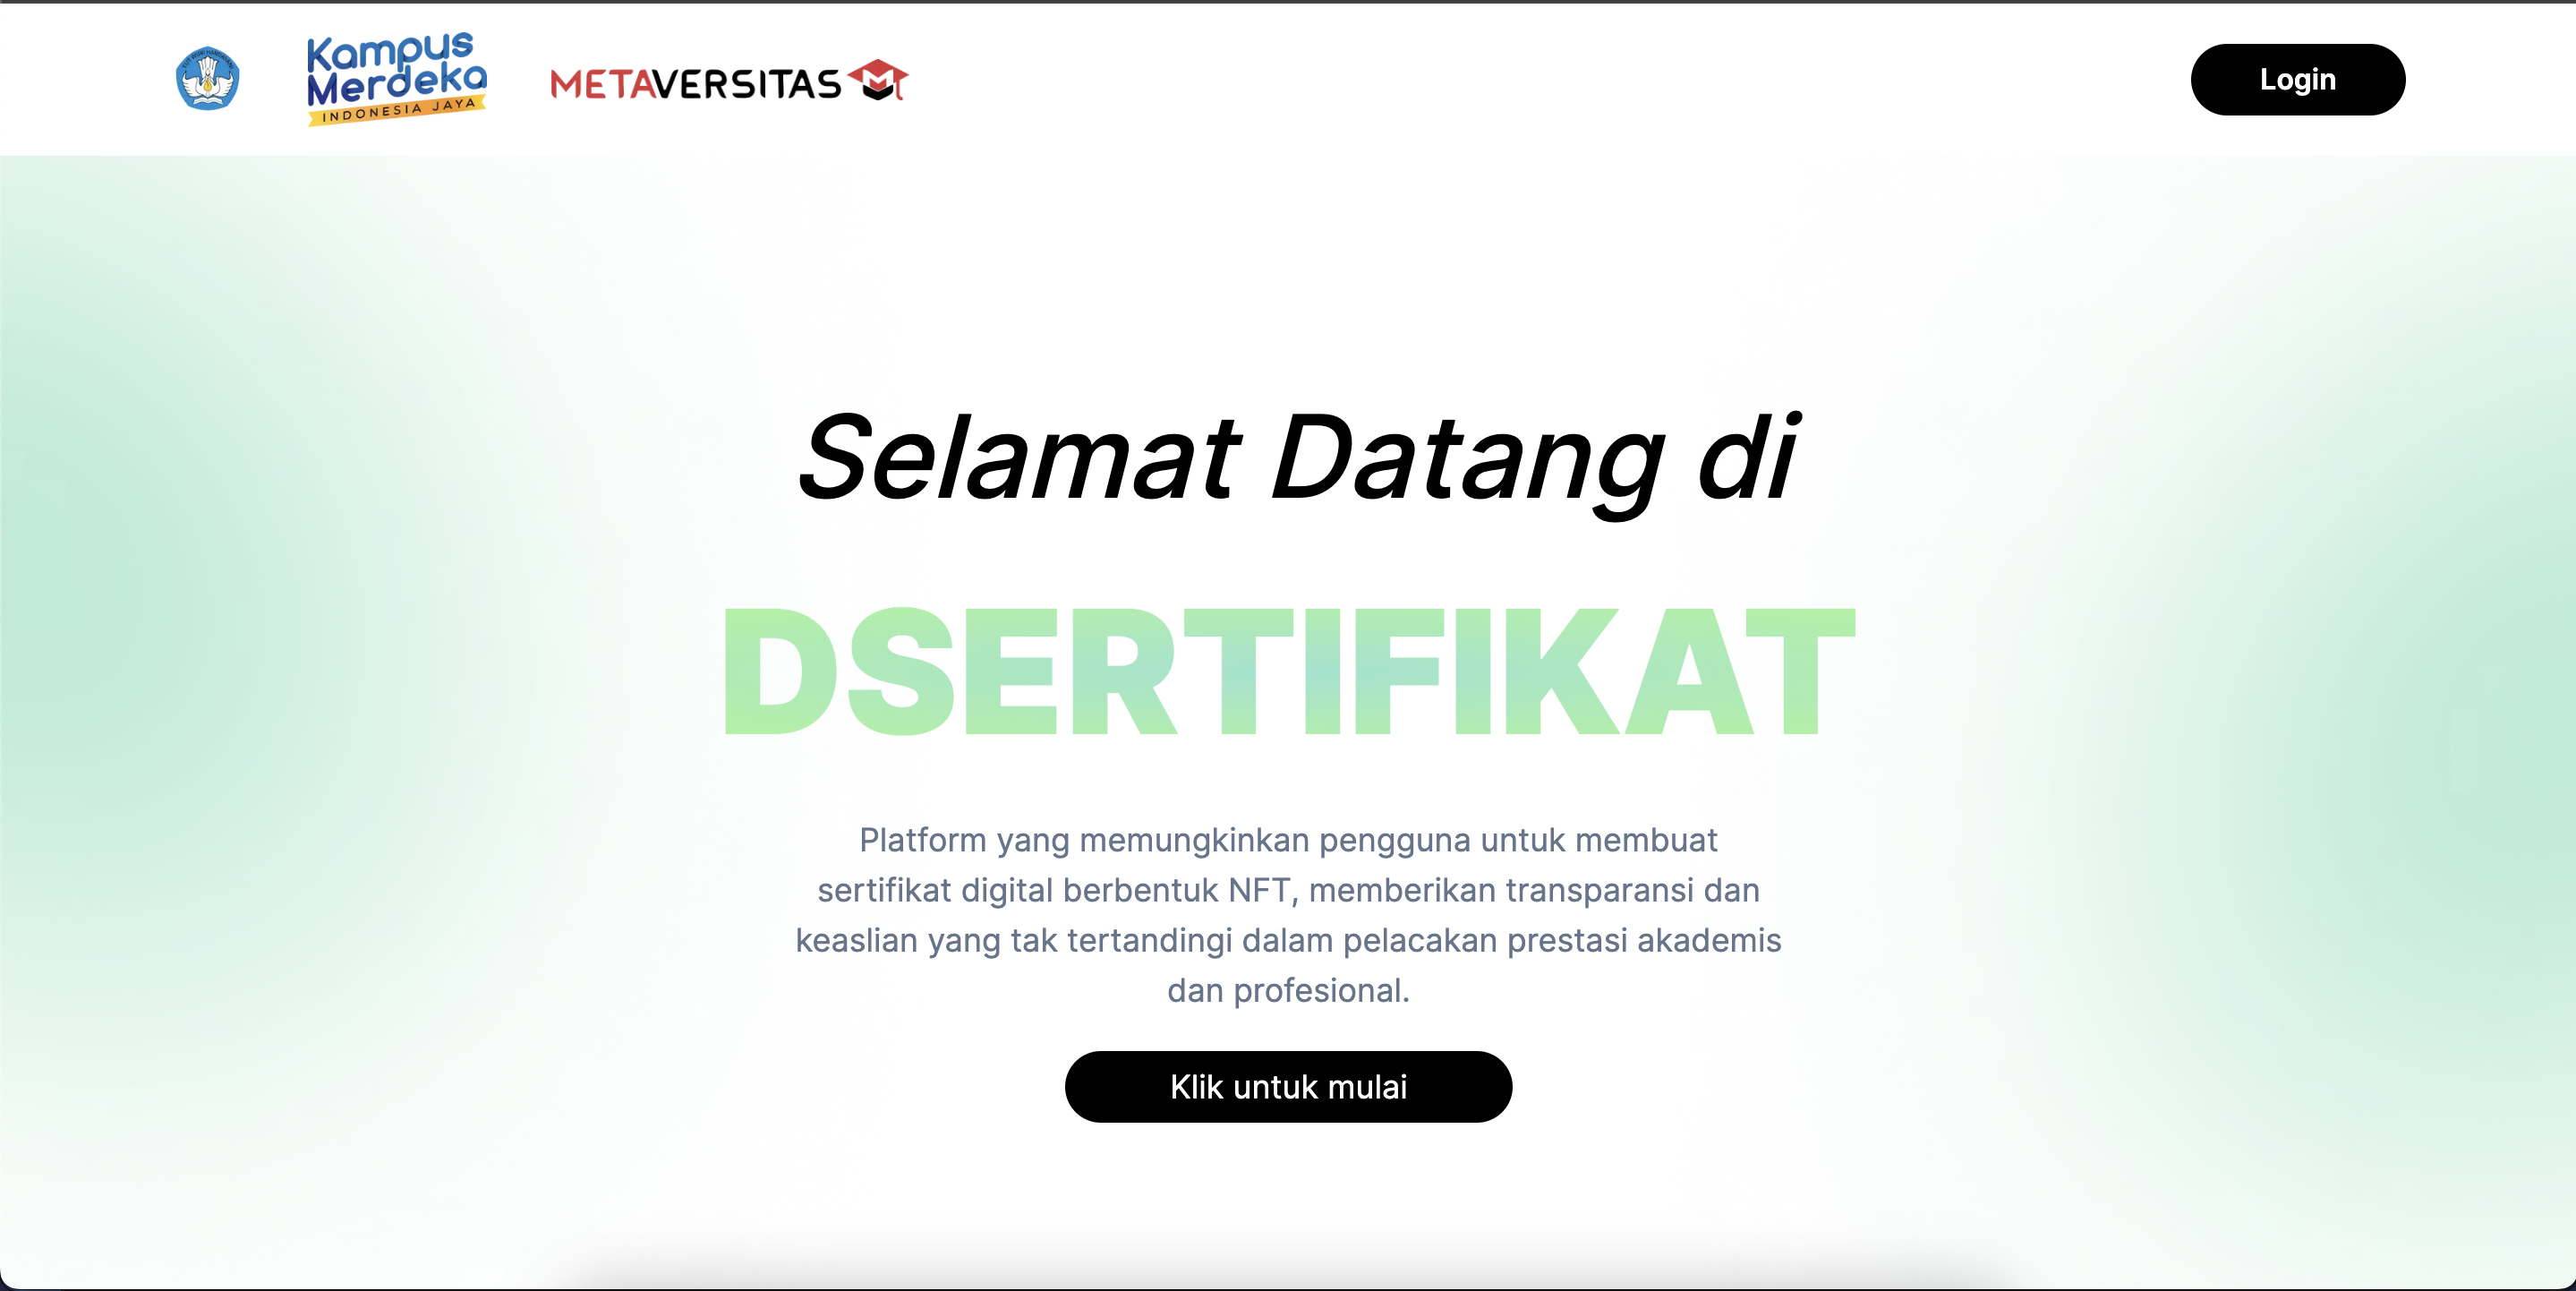 Kampus
Merdeka
INDONESIA JAYA
METAVERSITAS
Login
Selamat Datang di
DSERTIFIKAT
Platform yang memungkinkan pengguna untuk membuat
sertifikat digital berbentuk NFT, memberikan transparansi dan
keaslian yang tak tertandingi dalam pelacakan prestasi akademis
dan profesional.
Klik untuk mulai